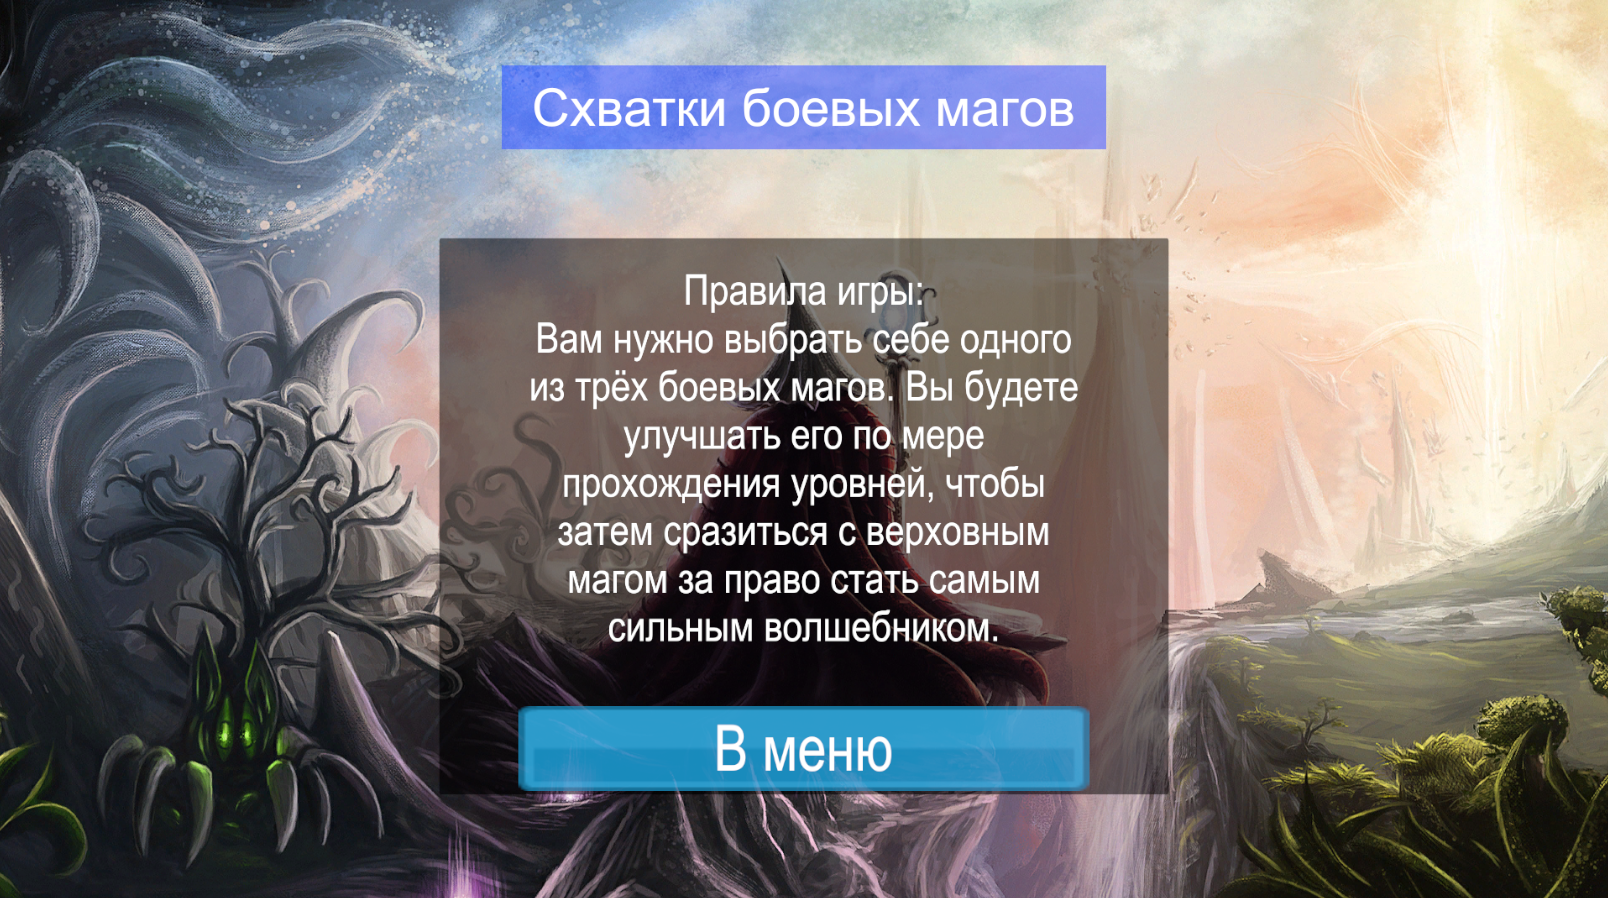 Схватки боевых магов
Правила игры:
Вам нужно выбрать себе одного
из трёх боевых магов. Вы будете
улучшать его по мере
прохождения уровней, чтобы
затем сразиться с верховным
магом за право стать самым
сильным волшебником.
В меню